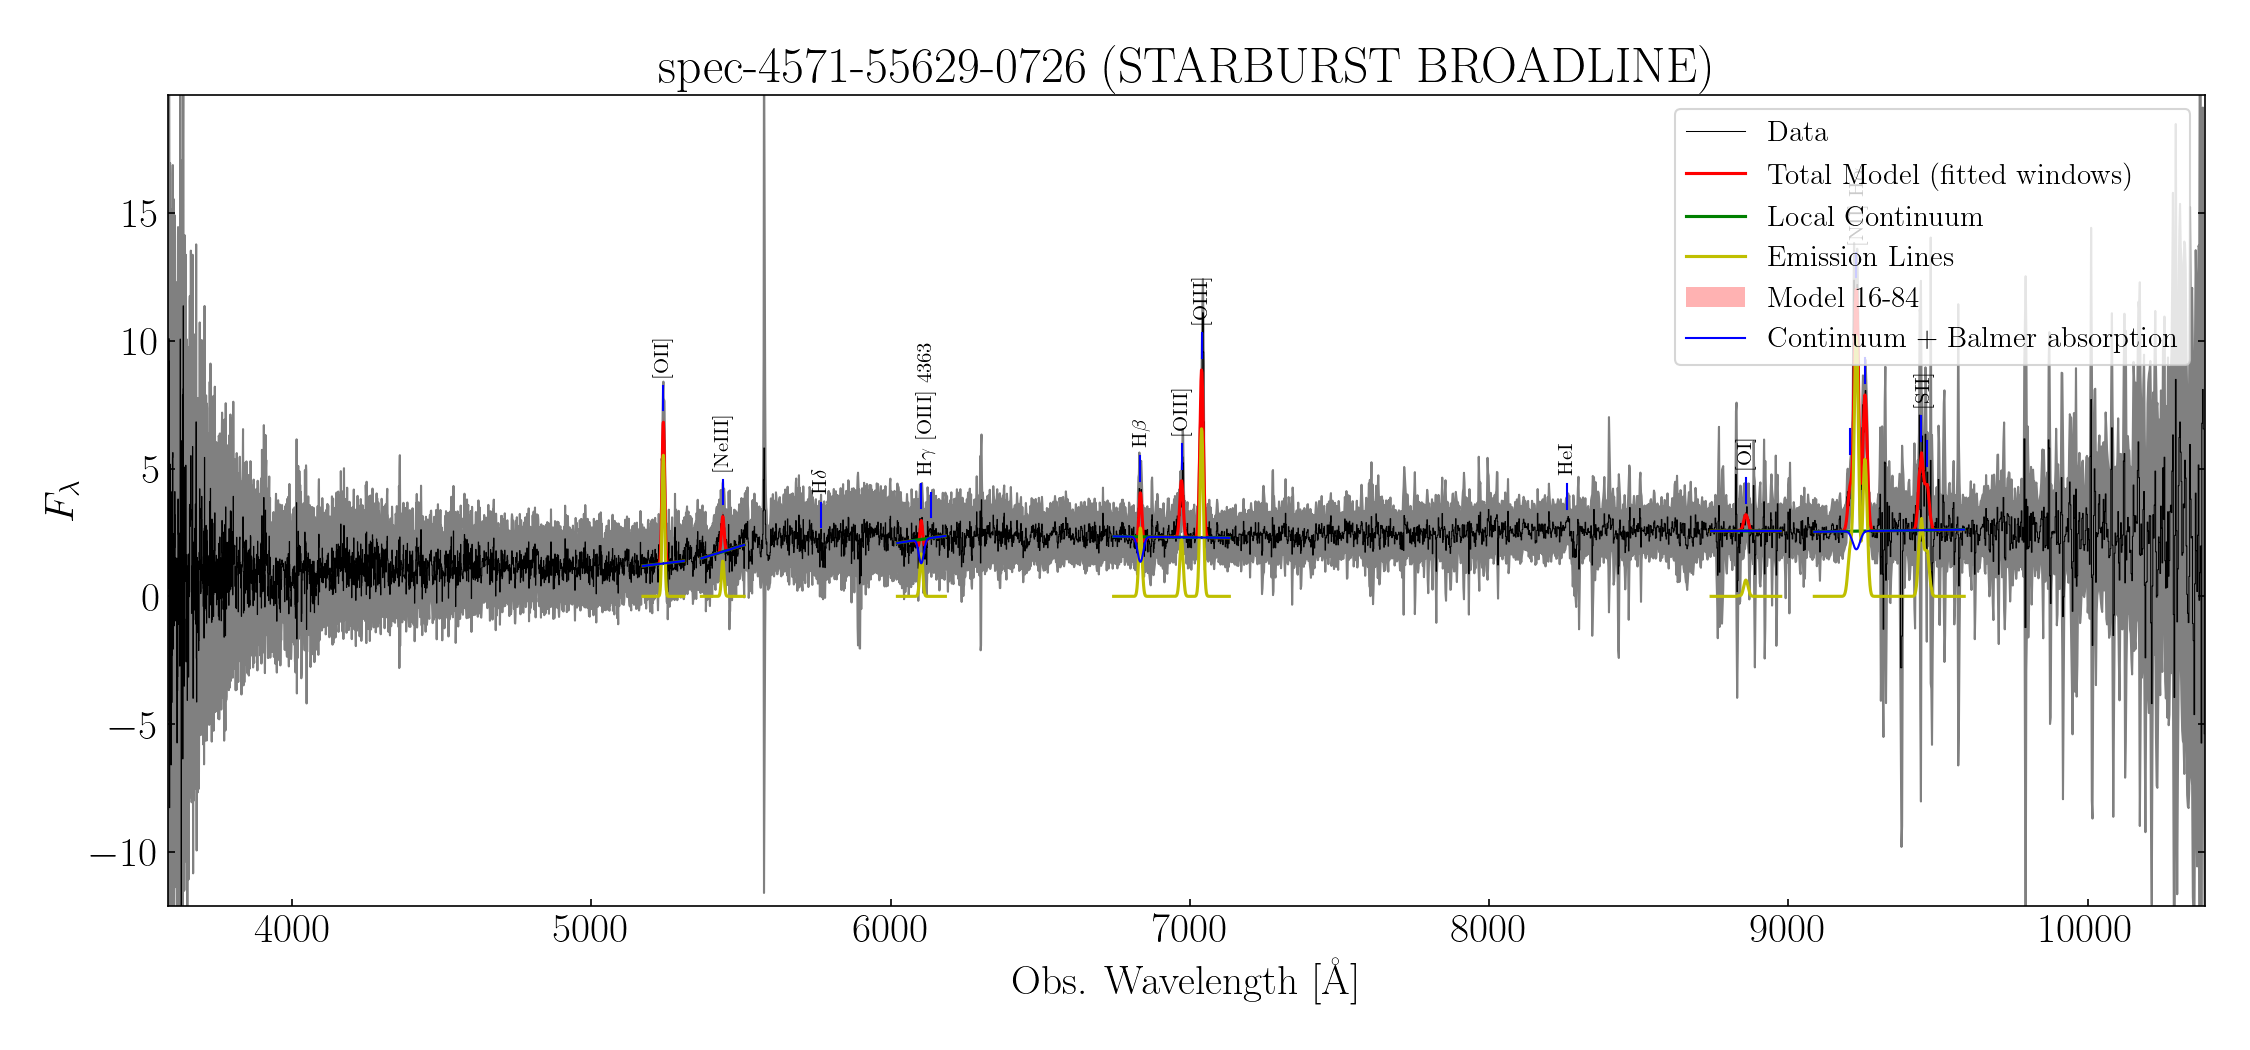 spec-4571-55629-0726 (STARBURST BROADLINE)
Data
Total Model (fitted windows)
Local Continuum
Emission Lines
Model 16-84
Continuum + Balmer absorption
[OII]
[NeIII]
Hδ
Hγ
[OIII] 4363
Hβ
[OIII]
[OIII]
HeI
[OI]
[SII]
15
10
5
0
−5
−10
Fλ
4000
5000
6000
7000
8000
9000
10000
Obs. Wavelength [Å]